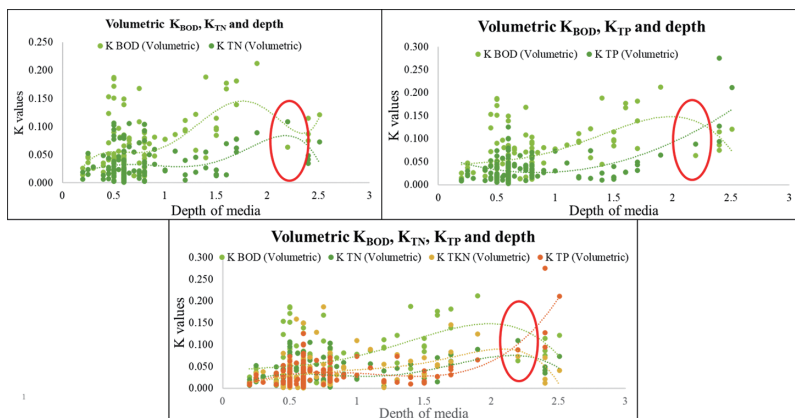 Volumetric K_BOD, K_TN and depth
K BOD (Volumetric) K TN (Volumetric)
0.250
0.200
0.150
0.100
0.050
0.000
K values
0 0.5 1 1.5 2 2.5 3
Depth of media
Volumetric K_BOD, K_TP and depth
K BOD (Volumetric) K TP (Volumetric)
0.300
0.250
0.200
0.150
0.100
0.050
0.000
K values
0 0.5 1 1.5 2 2.5 3
Depth of media
Volumetric K_BOD, K_TN, K_TP and depth
K BOD (Volumetric) K TN (Volumetric) K TKN (Volumetric) K TP (Volumetric)
0.300
0.250
0.200
0.150
0.100
0.050
0.000
K values
0 0.5 1 1.5 2 2.5 3
Depth of media
1